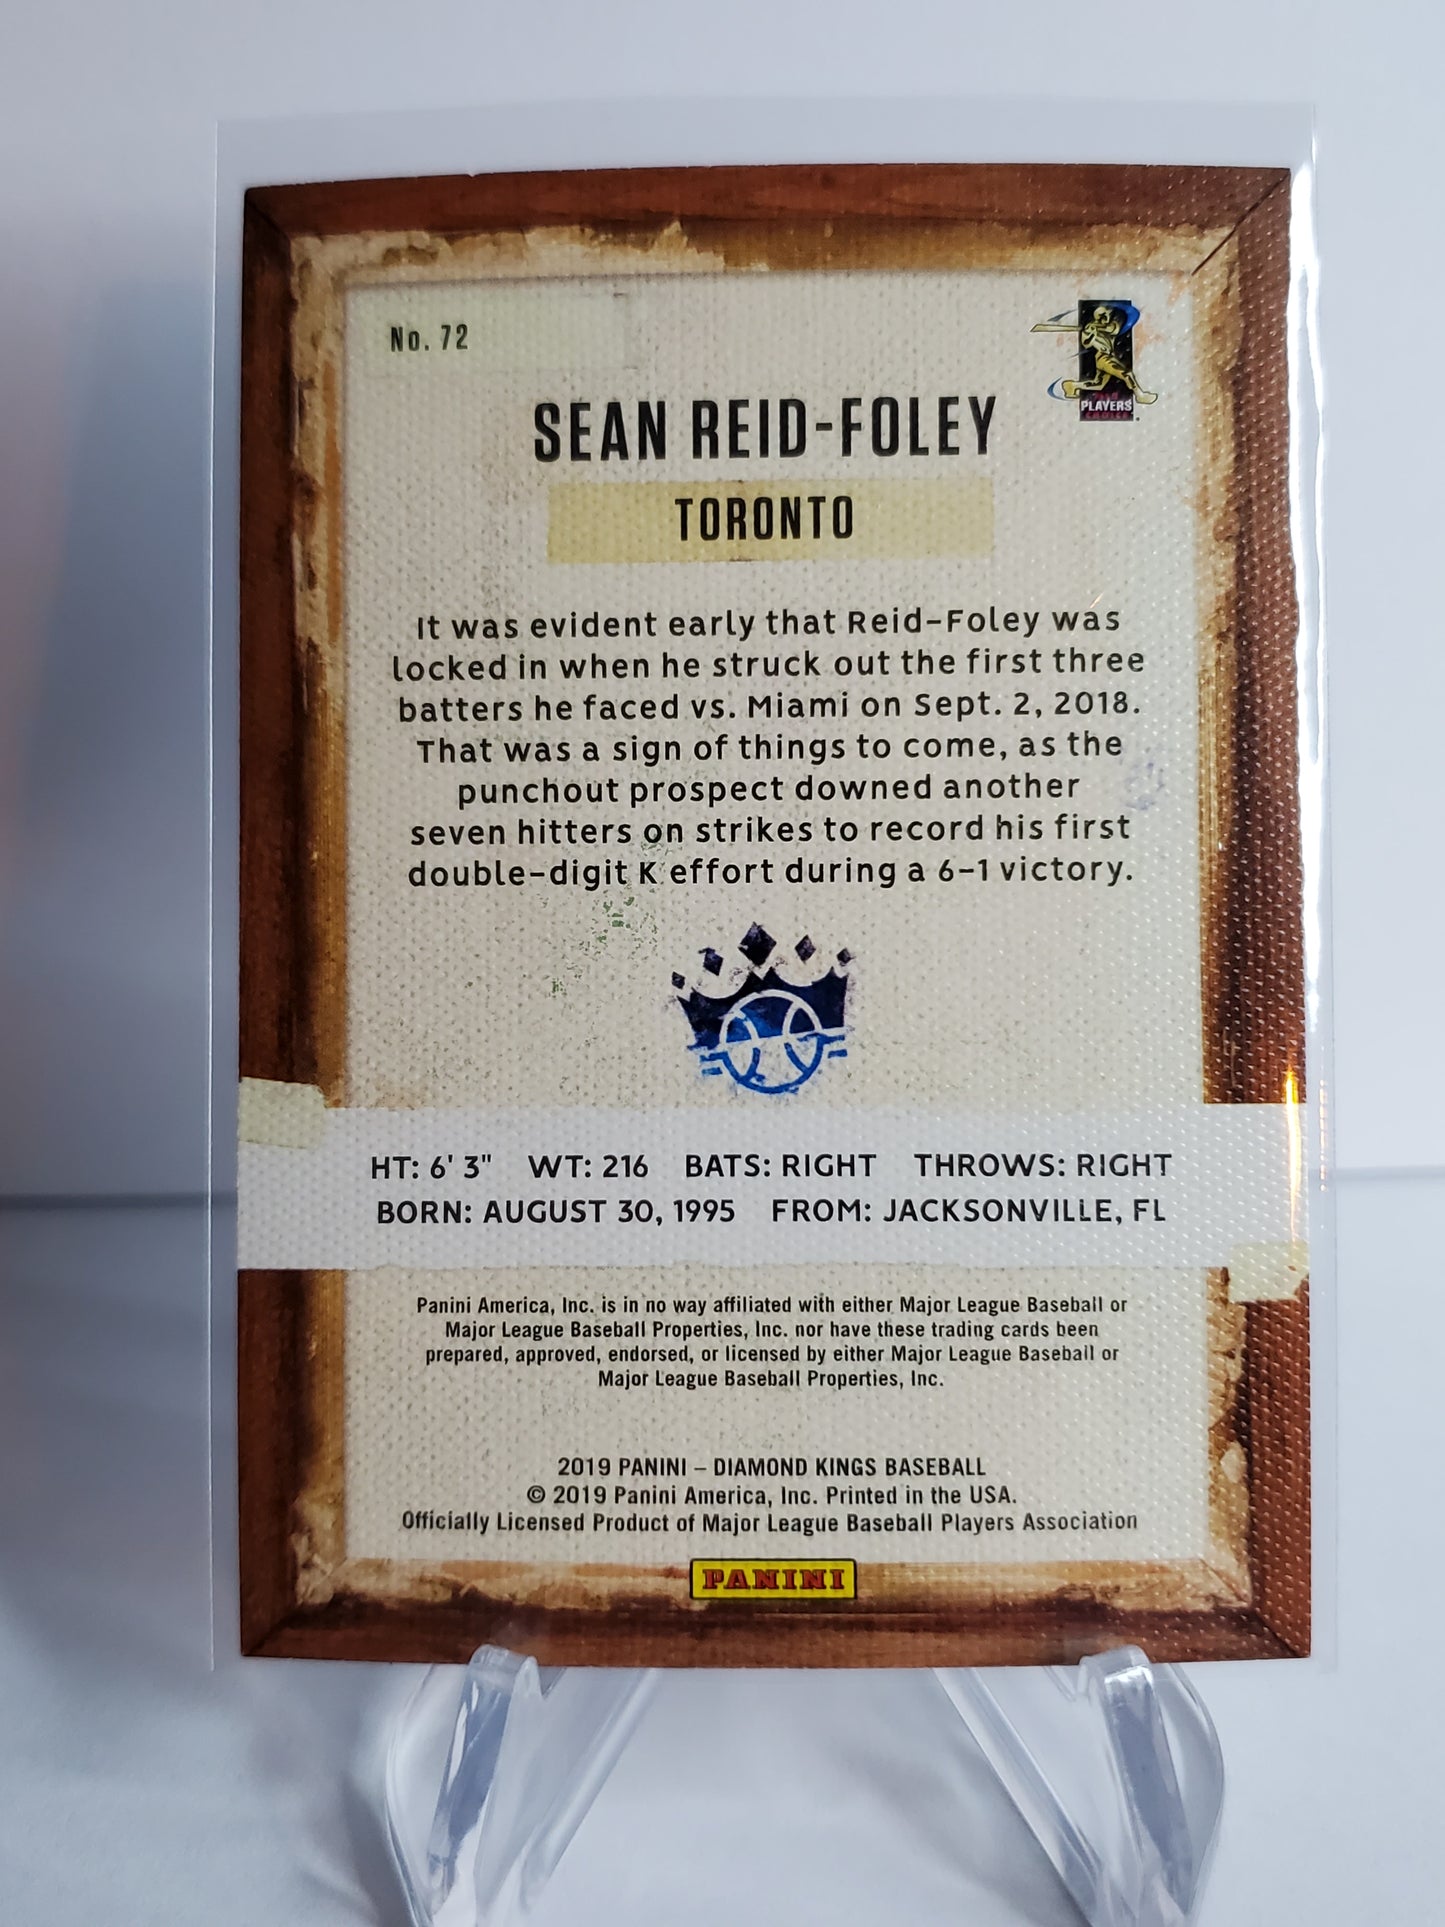 No. 72
PLAYERS
SEAN REID-FOLEY
TORONTO
It was evident early that Reid-Foley was
locked in when he struck out the first three
batters he faced vs. Miami on Sept. 2, 2018.
That was a sign of things to come, as the
punchout prospect downed another
seven hitters on strikes to record his first
double-digit K effort during a 6-1 victory.
HT: 6' 3" WT: 216 BATS: RIGHT THROWS: RIGHT
BORN: AUGUST 30, 1995 FROM: JACKSONVILLE, FL
Panini America, Inc. is in no way affiliated with either Major League Baseball or
Major League Baseball Properties, Inc. nor have these trading cards been
prepared, approved, endorsed, or licensed by either Major League Baseball or
Major League Baseball Properties, Inc.
2019 PANINI – DIAMOND KINGS BASEBALL
© 2019 Panini America, Inc. Printed in the USA.
Officially Licensed Product of Major League Baseball Players Association
PANINI